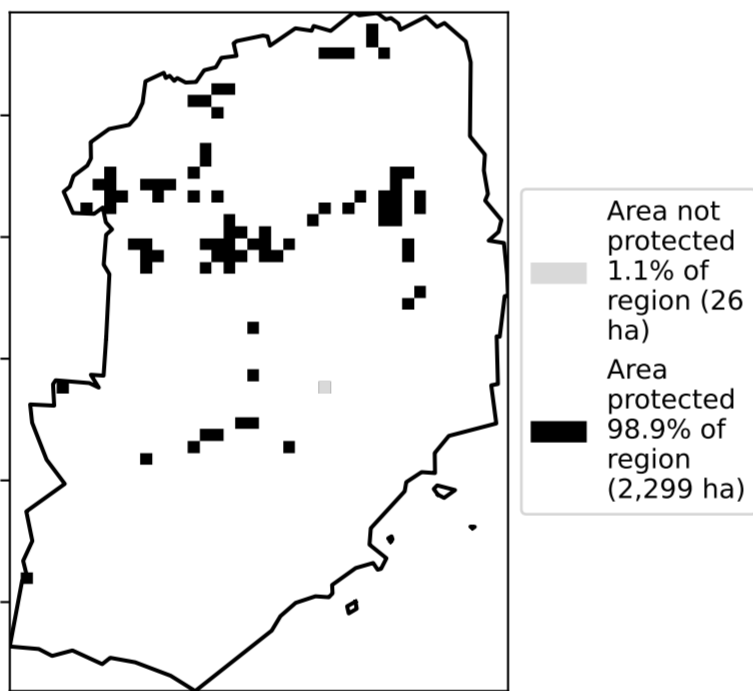 Area not
protected
1.1% of
region (26
ha)
Area
protected
98.9% of
region
(2,299 ha)